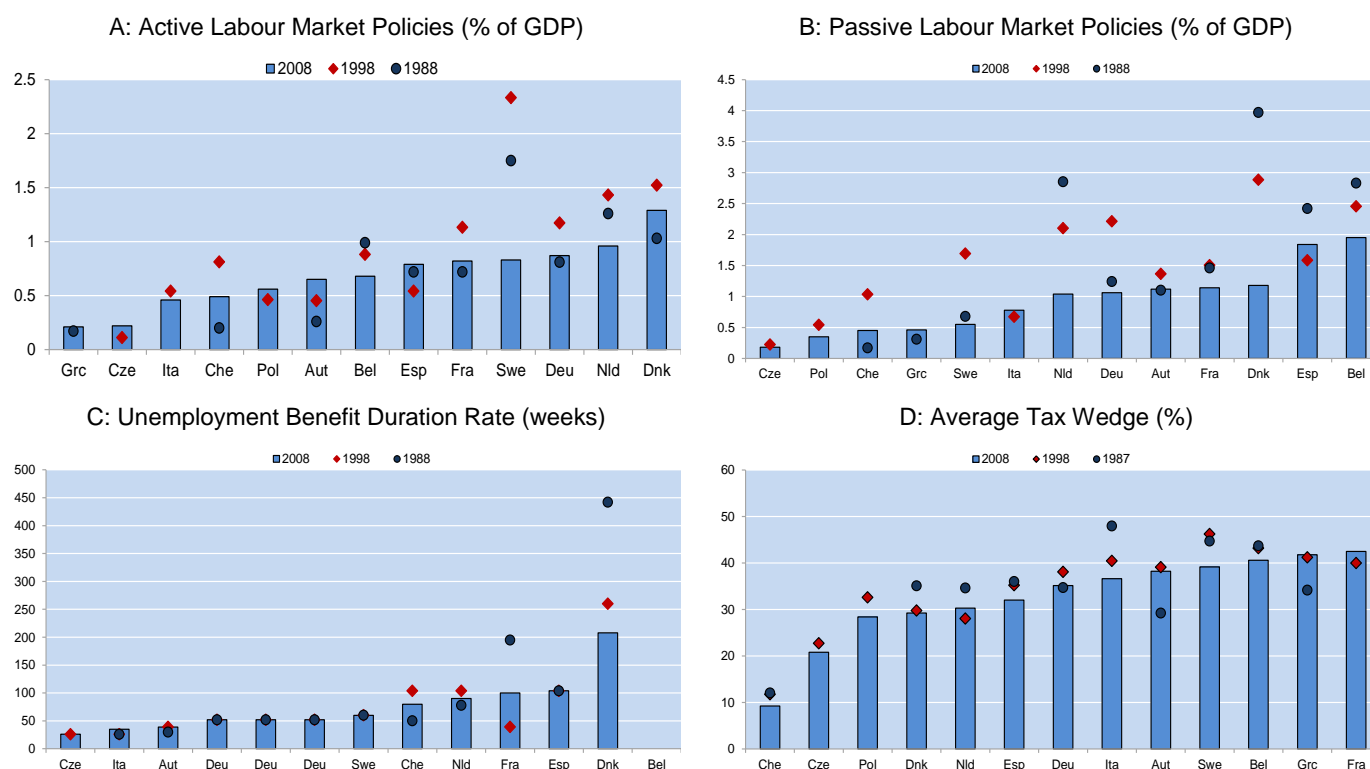 A: Active Labour Market Policies (% of GDP)
2008 1998 1988
2.5
2
1.5
1
0.5
0
Grc Cze Ita Che Pol Aut Bel Esp Fra Swe Deu Nld Dnk
B: Passive Labour Market Policies (% of GDP)
2008 1998 1988
4.5
4
3.5
3
2.5
2
1.5
1
0.5
0
Cze Pol Che Grc Swe Ita Nld Deu Aut Fra Dnk Esp Bel
C: Unemployment Benefit Duration Rate (weeks)
2008 1998 1988
500
450
400
350
300
250
200
150
100
50
0
Cze Ita Aut Deu Deu Deu Swe Che Nld Fra Esp Dnk Bel
D: Average Tax Wedge (%)
2008 1998 1987
60
50
40
30
20
10
0
Che Cze Pol Dnk Nld Esp Deu Ita Aut Swe Bel Grc Fra